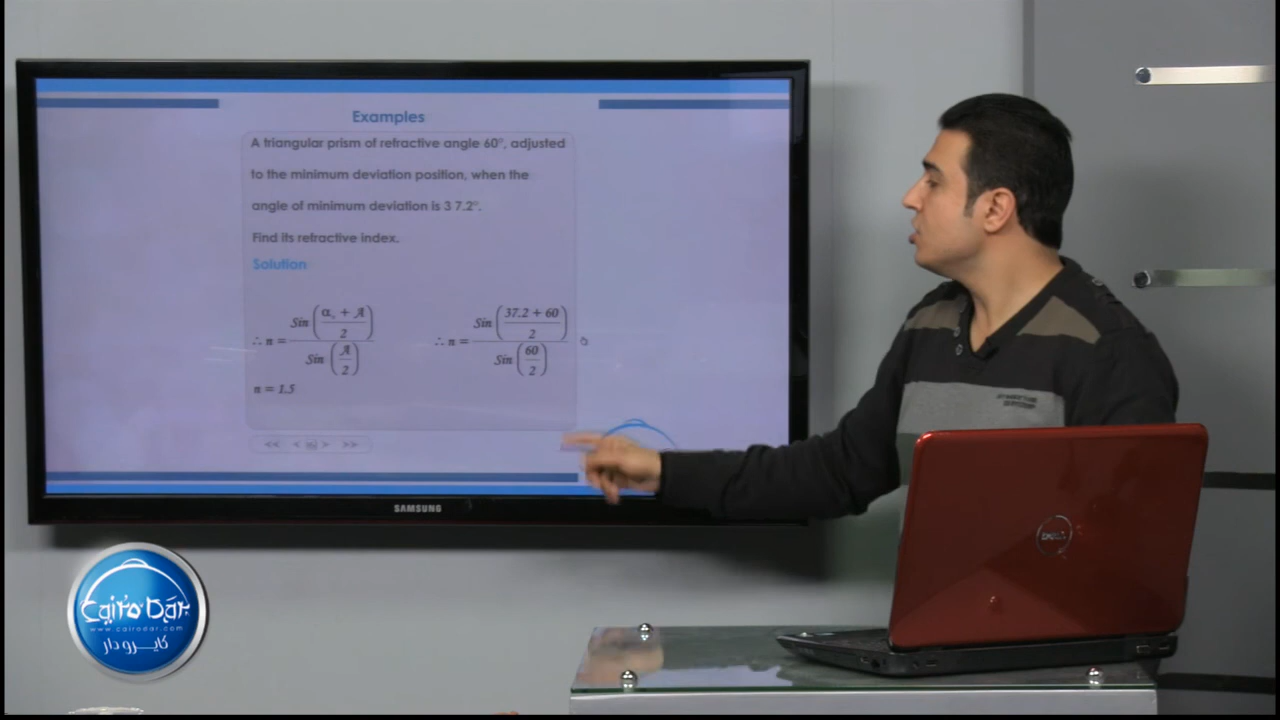 Examples
A triangular prism of refractive angle 60°, adjusted
to the minimum deviation position, when the
angle of minimum deviation is 3 7.2°.
Find its refractive index.
Solution
∴ n = Sin((α₀ + A)/2) / Sin(A/2)    ∴ n = Sin((37.2 + 60)/2) / Sin(60/2)
n = 1.5
SAMSUNG
DELL
Cairo Dar
www.cairodar.com
كايرو دار